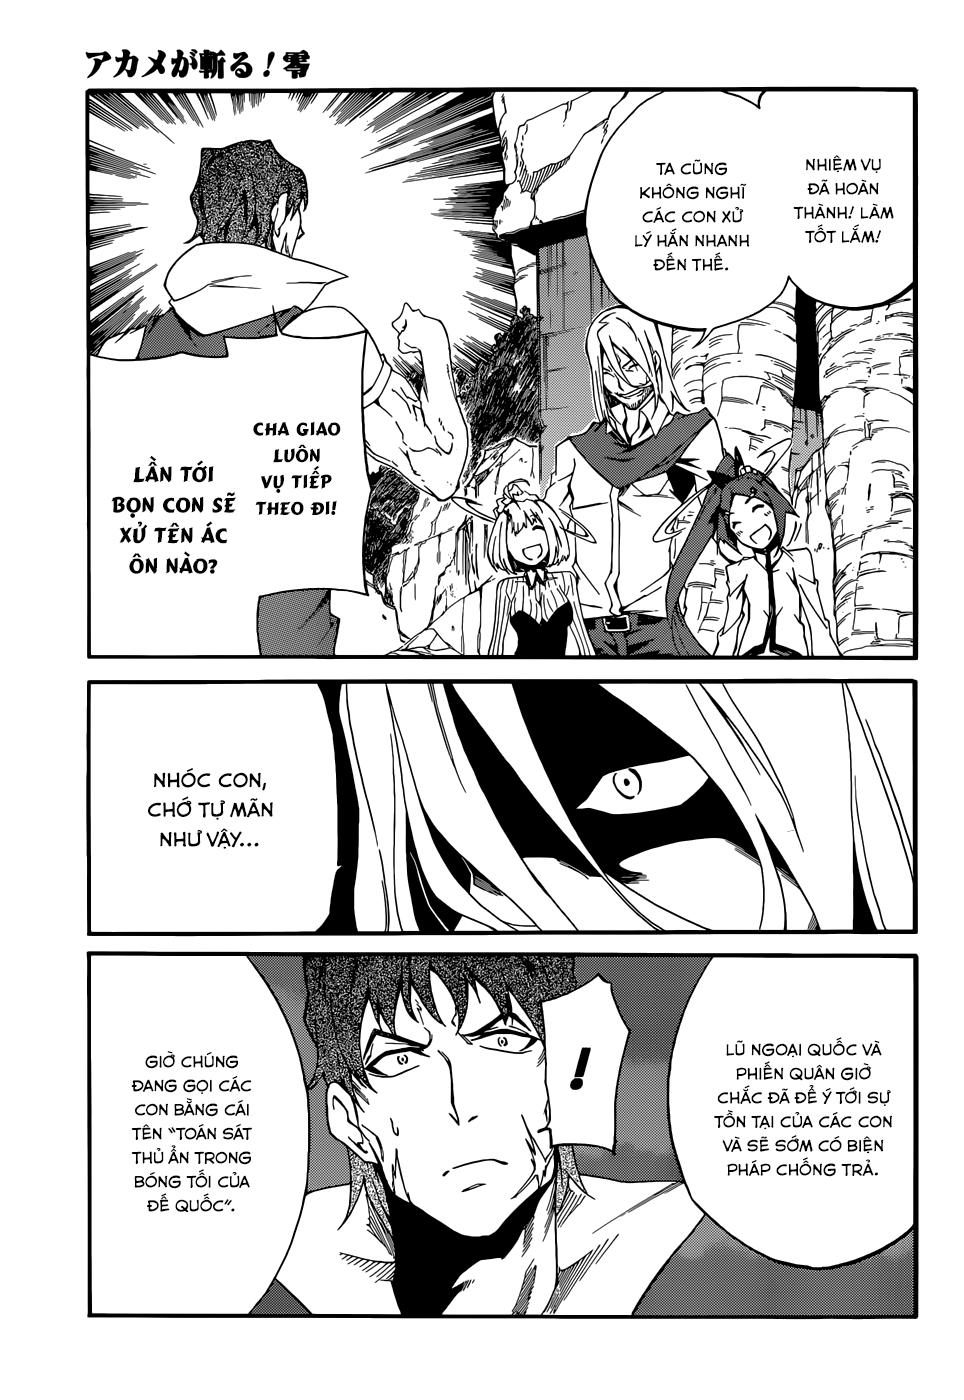 アカメが斬る!零
NHIỆM VỤ
ĐÃ HOÀN
THÀNH! LÀM
TỐT LẮM!
TA CŨNG
KHÔNG NGHĨ
CÁC CON XỬ
LÝ HẮN NHANH
ĐẾN THẾ.
CHA GIAO
LUÔN
VỤ TIẾP
THEO ĐI!
LẦN TỚI
BỌN CON SẼ
XỬ TÊN ÁC
ÔN NÀO?
NHÓC CON,
CHỚ TỰ MÃN
NHƯ VẬY...
LŨ NGOẠI QUỐC VÀ
PHIẾN QUÂN GIỜ
CHẮC ĐÃ ĐỂ Ý TỚI SỰ
TỒN TẠI CỦA CÁC CON
VÀ SẼ SỚM CÓ BIỆN
PHÁP CHỐNG TRẢ.
!
GIỜ CHÚNG
ĐANG GỌI CÁC
CON BẰNG CÁI
TÊN "TOÁN SÁT
THỦ ẨN TRONG
BÓNG TỐI CỦA
ĐẾ QUỐC".